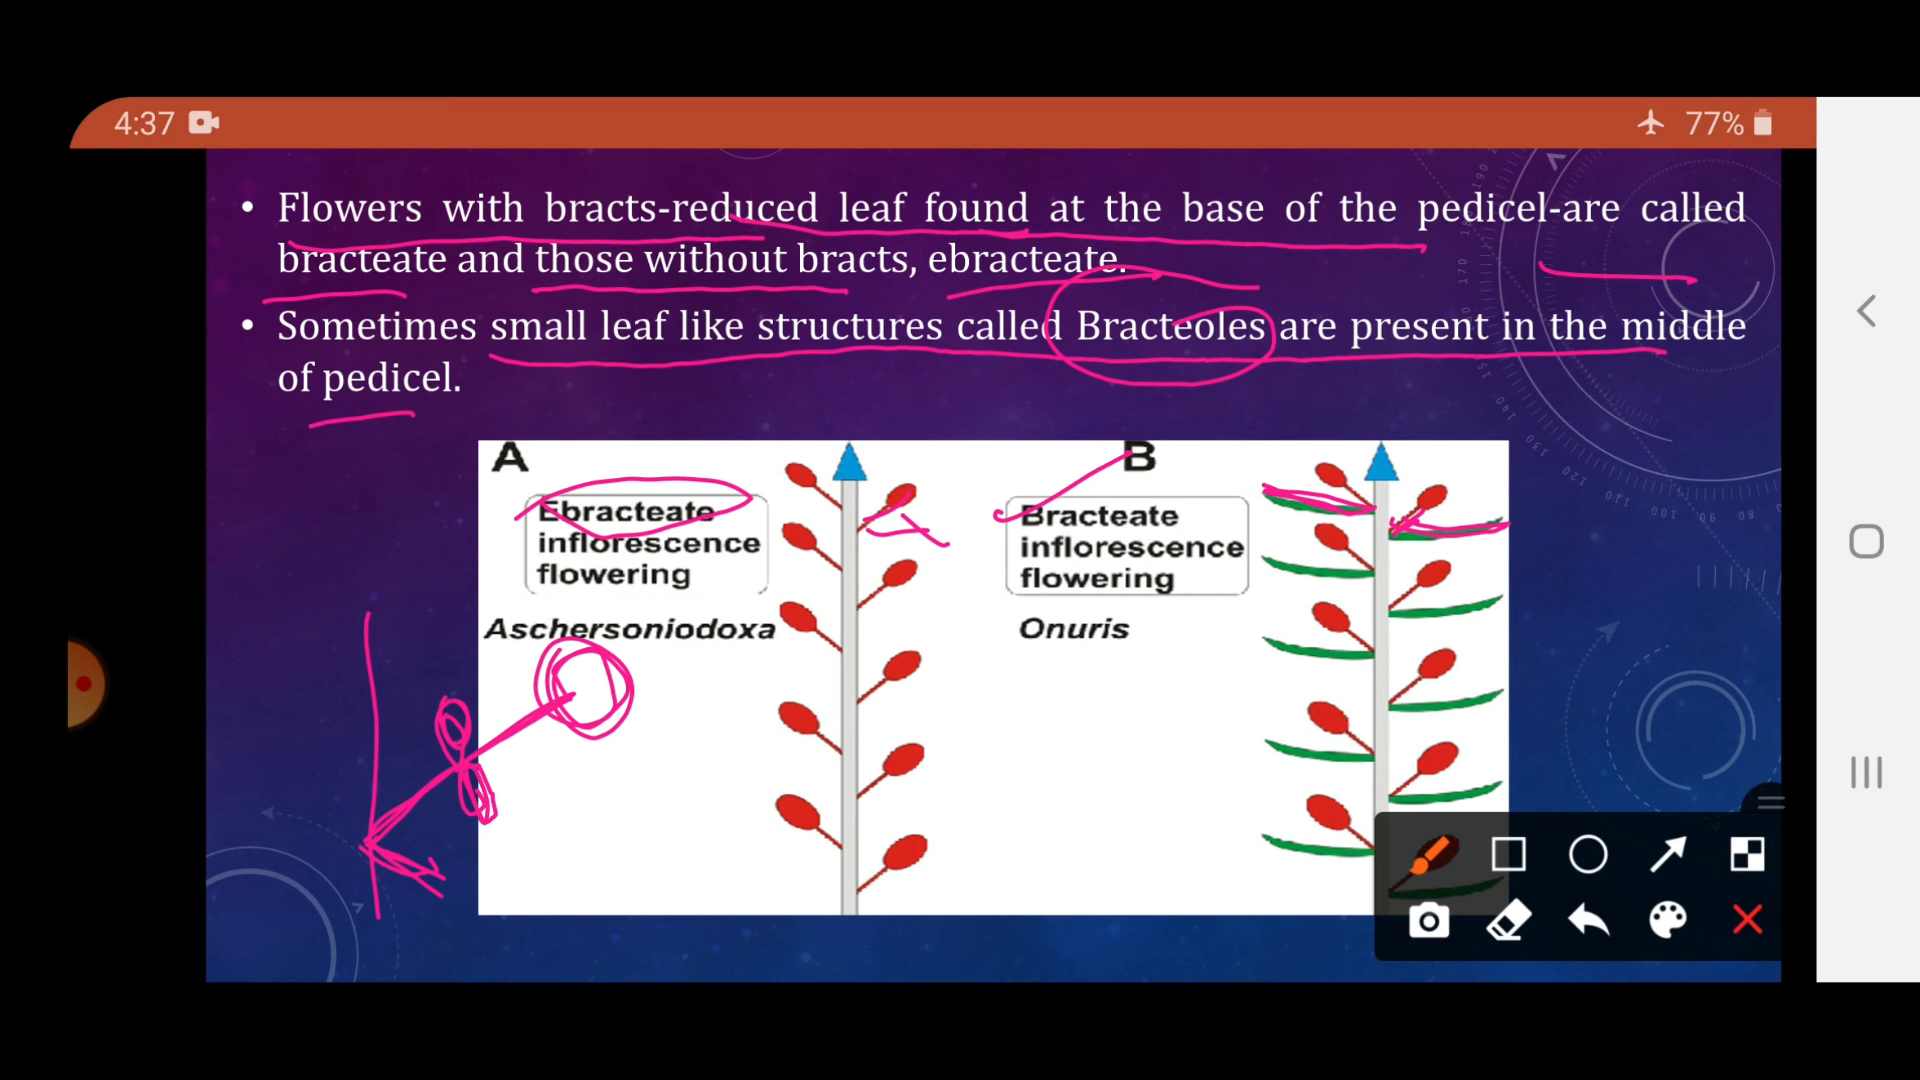 4:37
77%
• Flowers with bracts-reduced leaf found at the base of the pedicel-are called
bracteate and those without bracts, ebracteate.
• Sometimes small leaf like structures called Bracteoles are present in the middle
of pedicel.
A
Ebracteate
inflorescence
flowering
Aschersoniodoxa
B
Bracteate
inflorescence
flowering
Onuris